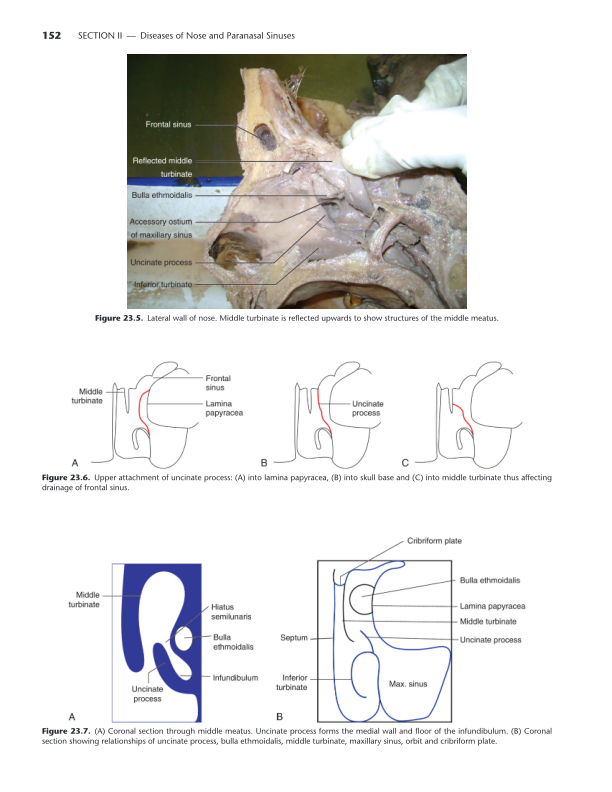 152 SECTION II — Diseases of Nose and Paranasal Sinuses
Frontal sinus
Reflected middle
turbinate
Bulla ethmoidalis
Accessory ostium
of maxillary sinus
Uncinate process
Inferior turbinate
Figure 23.5. Lateral wall of nose. Middle turbinate is reflected upwards to show structures of the middle meatus.
Middle
turbinate
Frontal
sinus
Lamina
papyracea
A
Uncinate
process
B
C
Figure 23.6. Upper attachment of uncinate process: (A) into lamina papyracea, (B) into skull base and (C) into middle turbinate thus affecting
drainage of frontal sinus.
Middle
turbinate
Hiatus
semilunaris
Bulla
ethmoidalis
Infundibulum
Uncinate
process
A
Cribriform plate
Bulla ethmoidalis
Lamina papyracea
Middle turbinate
Uncinate process
Septum
Inferior
turbinate
Max. sinus
B
Figure 23.7. (A) Coronal section through middle meatus. Uncinate process forms the medial wall and floor of the infundibulum. (B) Coronal
section showing relationships of uncinate process, bulla ethmoidalis, middle turbinate, maxillary sinus, orbit and cribriform plate.